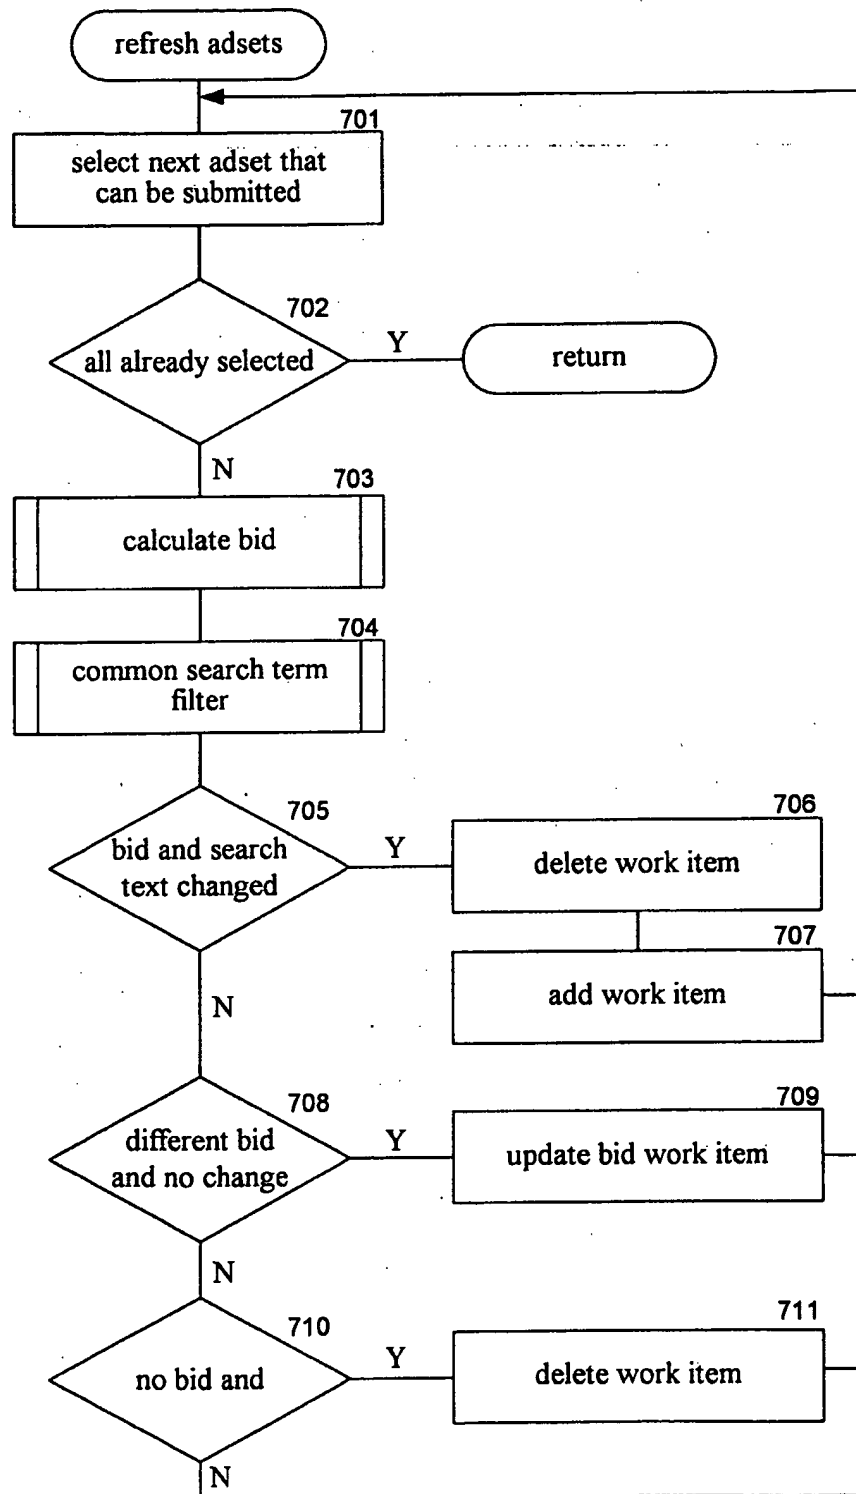 refresh adsets
701
select next adset that
can be submitted
702
all already selected
Y
return
N
703
calculate bid
704
common search term
filter
705
bid and search
text changed
Y
706
delete work item
707
add work item
N
708
different bid
and no change
Y
709
update bid work item
N
710
no bid and
Y
711
delete work item
N